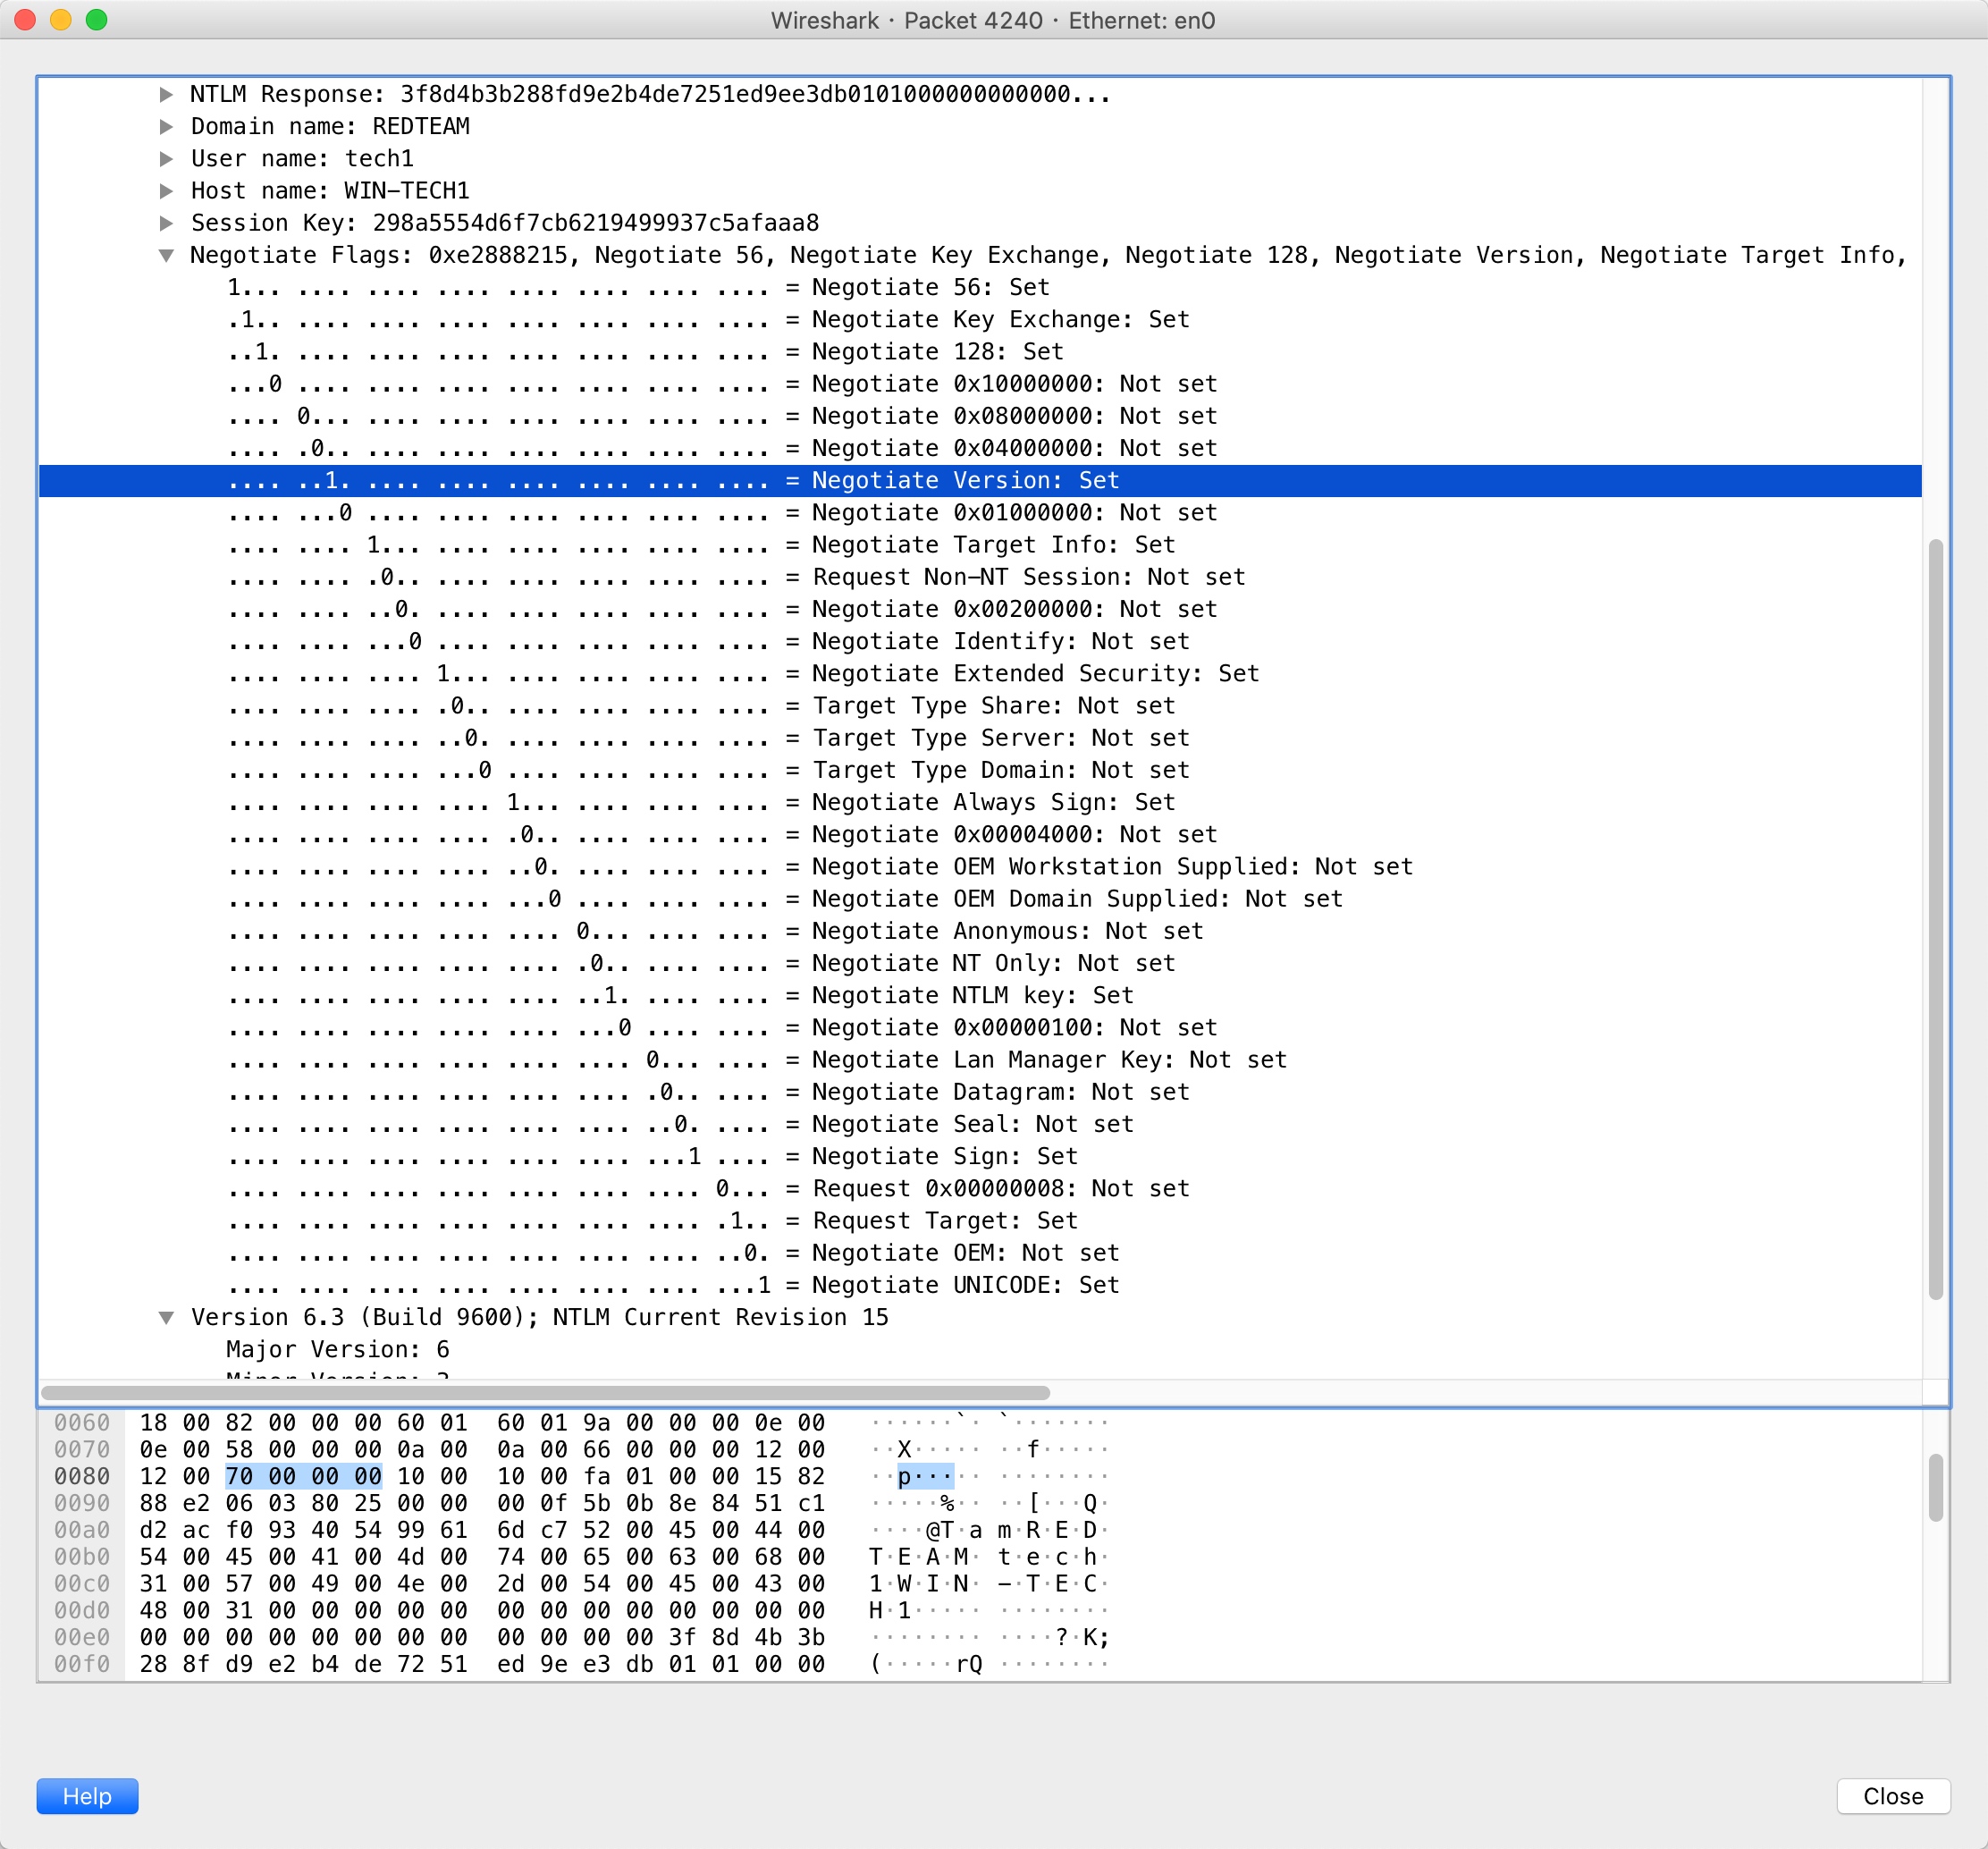 Wireshark · Packet 4240 · Ethernet: en0
NTLM Response: 3f8d4b3b288fd9e2b4de7251ed9ee3db0101000000000000...
Domain name: REDTEAM
User name: tech1
Host name: WIN-TECH1
Session Key: 298a5554d6f7cb6219499937c5afaaa8
Negotiate Flags: 0xe2888215, Negotiate 56, Negotiate Key Exchange, Negotiate 128, Negotiate Version, Negotiate Target Info,
1... .... .... .... .... .... .... .... = Negotiate 56: Set
.1.. .... .... .... .... .... .... .... = Negotiate Key Exchange: Set
..1. .... .... .... .... .... .... .... = Negotiate 128: Set
...0 .... .... .... .... .... .... .... = Negotiate 0x10000000: Not set
.... 0... .... .... .... .... .... .... = Negotiate 0x08000000: Not set
.... .0.. .... .... .... .... .... .... = Negotiate 0x04000000: Not set
.... ..1. .... .... .... .... .... .... = Negotiate Version: Set
.... ...0 .... .... .... .... .... .... = Negotiate 0x01000000: Not set
.... .... 1... .... .... .... .... .... = Negotiate Target Info: Set
.... .... .0.. .... .... .... .... .... = Request Non-NT Session: Not set
.... .... ..0. .... .... .... .... .... = Negotiate 0x00200000: Not set
.... .... ...0 .... .... .... .... .... = Negotiate Identify: Not set
.... .... .... 1... .... .... .... .... = Negotiate Extended Security: Set
.... .... .... .0.. .... .... .... .... = Target Type Share: Not set
.... .... .... ..0. .... .... .... .... = Target Type Server: Not set
.... .... .... ...0 .... .... .... .... = Target Type Domain: Not set
.... .... .... .... 1... .... .... .... = Negotiate Always Sign: Set
.... .... .... .... .0.. .... .... .... = Negotiate 0x00004000: Not set
.... .... .... .... ..0. .... .... .... = Negotiate OEM Workstation Supplied: Not set
.... .... .... .... ...0 .... .... .... = Negotiate OEM Domain Supplied: Not set
.... .... .... .... .... 0... .... .... = Negotiate Anonymous: Not set
.... .... .... .... .... .0.. .... .... = Negotiate NT Only: Not set
.... .... .... .... .... ..1. .... .... = Negotiate NTLM key: Set
.... .... .... .... .... ...0 .... .... = Negotiate 0x00000100: Not set
.... .... .... .... .... .... 0... .... = Negotiate Lan Manager Key: Not set
.... .... .... .... .... .... .0.. .... = Negotiate Datagram: Not set
.... .... .... .... .... .... ..0. .... = Negotiate Seal: Not set
.... .... .... .... .... .... ...1 .... = Negotiate Sign: Set
.... .... .... .... .... .... .... 0... = Request 0x00000008: Not set
.... .... .... .... .... .... .... .1.. = Request Target: Set
.... .... .... .... .... .... .... ..0. = Negotiate OEM: Not set
.... .... .... .... .... .... .... ...1 = Negotiate UNICODE: Set
Version 6.3 (Build 9600); NTLM Current Revision 15
Major Version: 6
0060 18 00 82 00 00 00 60 01 60 01 9a 00 00 00 0e 00 ······`· `·······
0070 0e 00 58 00 00 00 0a 00 0a 00 66 00 00 00 12 00 ··X····· ··f·····
0080 12 00 70 00 00 00 10 00 10 00 fa 01 00 00 15 82 ··p····· ········
0090 88 e2 06 03 80 25 00 00 00 0f 5b 0b 8e 84 51 c1 ·····%·· ··[···Q·
00a0 d2 ac f0 93 40 54 99 61 6d c7 52 00 45 00 44 00 ····@T·a m·R·E·D·
00b0 54 00 45 00 41 00 4d 00 74 00 65 00 63 00 68 00 T·E·A·M· t·e·c·h·
00c0 31 00 57 00 49 00 4e 00 2d 00 54 00 45 00 43 00 1·W·I·N· -·T·E·C·
00d0 48 00 31 00 00 00 00 00 00 00 00 00 00 00 00 00 H·1····· ········
00e0 00 00 00 00 00 00 00 00 00 00 00 00 3f 8d 4b 3b ········ ····?·K;
00f0 28 8f d9 e2 b4 de 72 51 ed 9e e3 db 01 01 00 00 (·····rQ ········
Help
Close